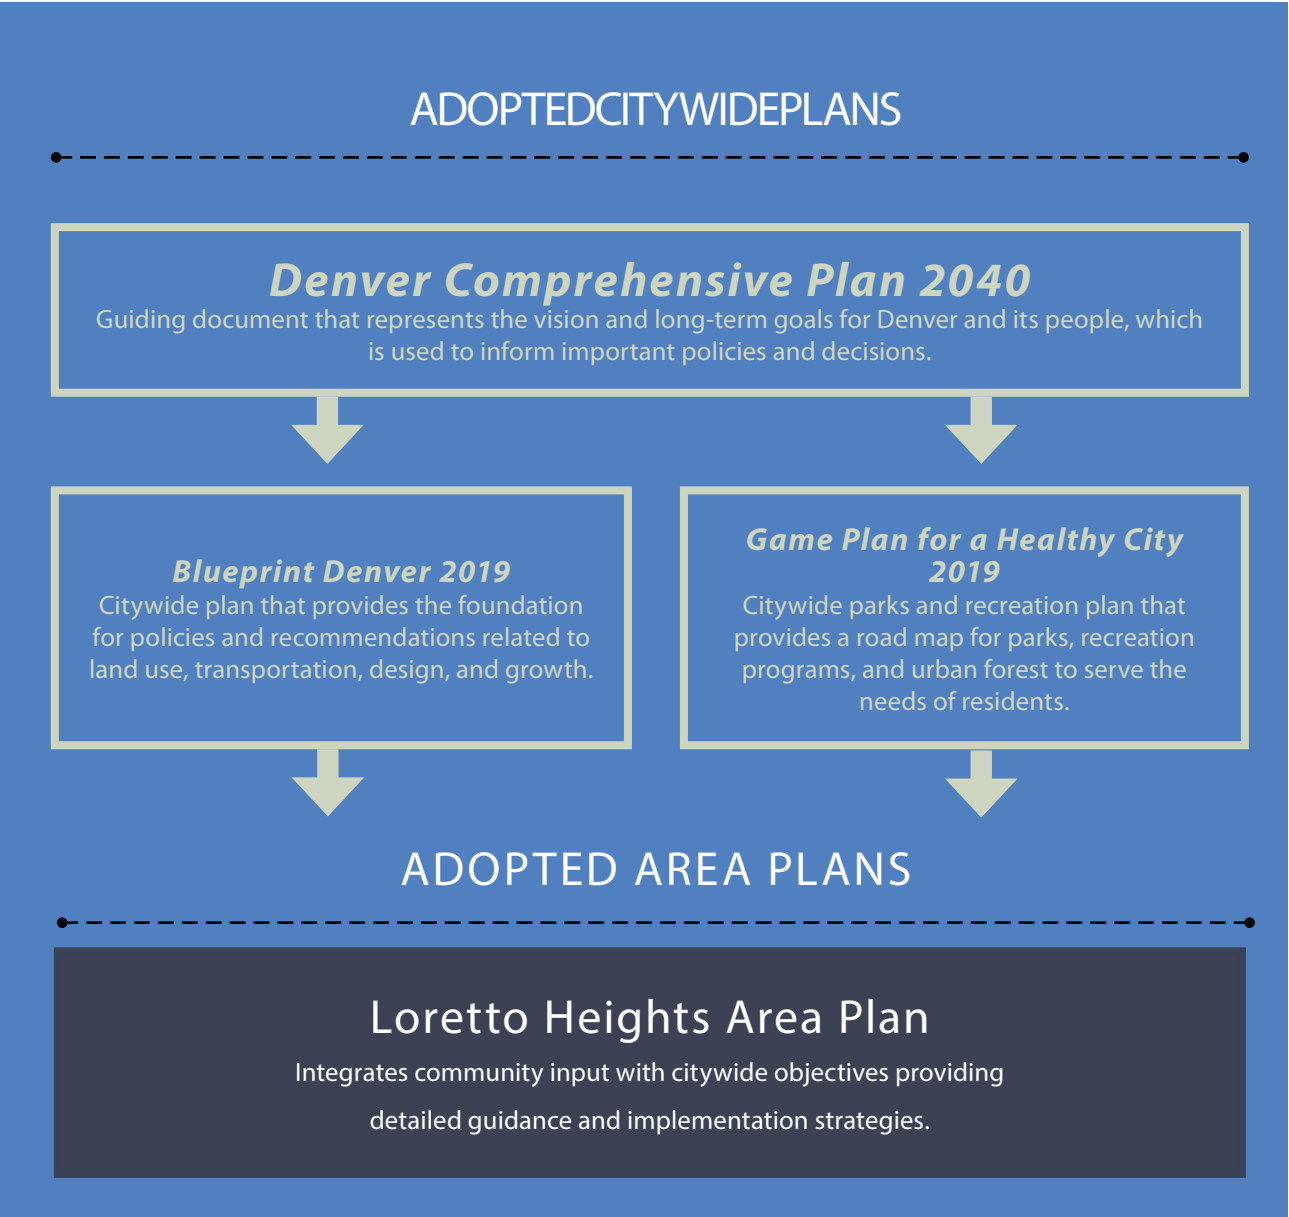 ADOPTEDCITYWIDEPLANS
Denver Comprehensive Plan 2040
Guiding document that represents the vision and long-term goals for Denver and its people, which
is used to inform important policies and decisions.
Blueprint Denver 2019
Citywide plan that provides the foundation
for policies and recommendations related to
land use, transportation, design, and growth.
Game Plan for a Healthy City
2019
Citywide parks and recreation plan that
provides a road map for parks, recreation
programs, and urban forest to serve the
needs of residents.
ADOPTED AREA PLANS
Loretto Heights Area Plan
Integrates community input with citywide objectives providing
detailed guidance and implementation strategies.